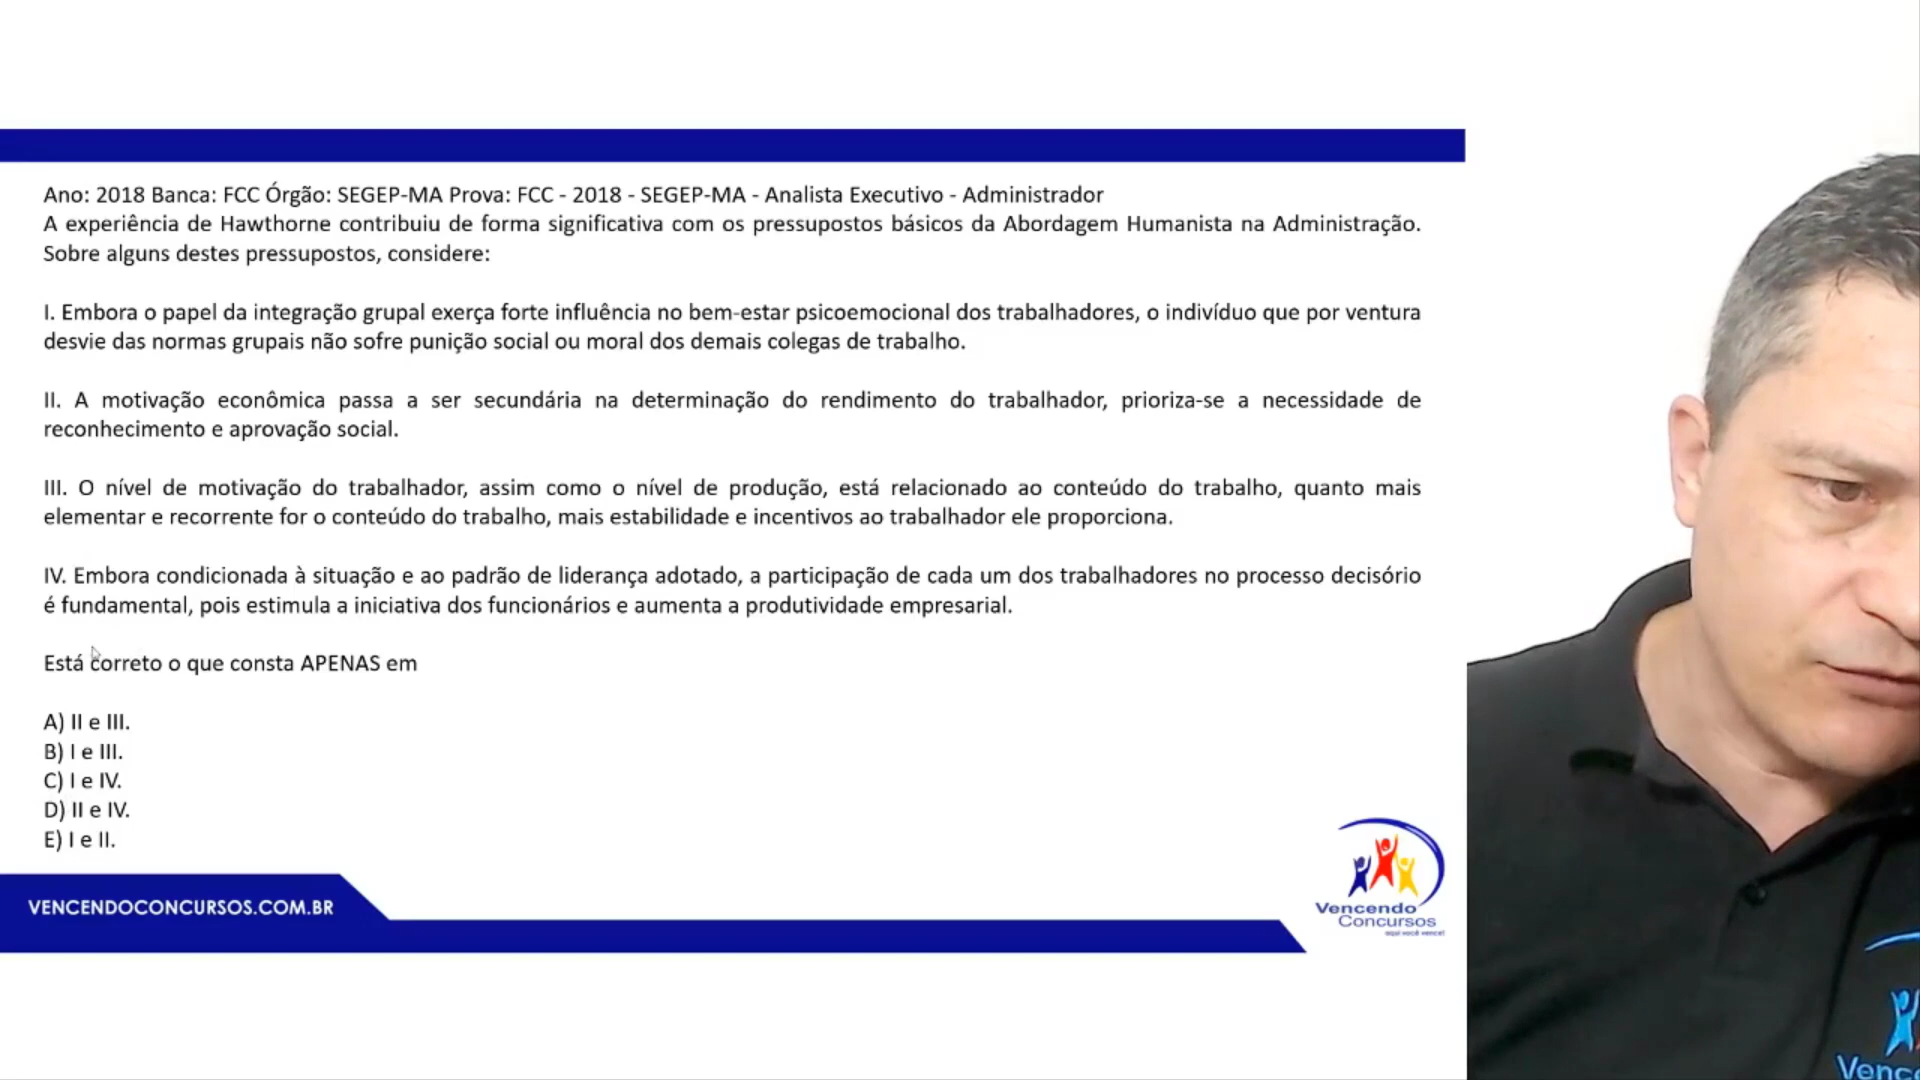 Ano: 2018 Banca: FCC Órgão: SEGEP-MA Prova: FCC - 2018 - SEGEP-MA - Analista Executivo - Administrador
A experiência de Hawthorne contribuiu de forma significativa com os pressupostos básicos da Abordagem Humanista na Administração.
Sobre alguns destes pressupostos, considere:
I. Embora o papel da integração grupal exerça forte influência no bem-estar psicoemocional dos trabalhadores, o indivíduo que por ventura
desvie das normas grupais não sofre punição social ou moral dos demais colegas de trabalho.
II. A motivação econômica passa a ser secundária na determinação do rendimento do trabalhador, prioriza-se a necessidade de
reconhecimento e aprovação social.
III. O nível de motivação do trabalhador, assim como o nível de produção, está relacionado ao conteúdo do trabalho, quanto mais
elementar e recorrente for o conteúdo do trabalho, mais estabilidade e incentivos ao trabalhador ele proporciona.
IV. Embora condicionada à situação e ao padrão de liderança adotado, a participação de cada um dos trabalhadores no processo decisório
é fundamental, pois estimula a iniciativa dos funcionários e aumenta a produtividade empresarial.
Está correto o que consta APENAS em
A) II e III.
B) I e III.
C) I e IV.
D) II e IV.
E) I e II.
VENCENDOCONCURSOS.COM.BR
Vencendo
Concursos
aqui você vence!
Venc